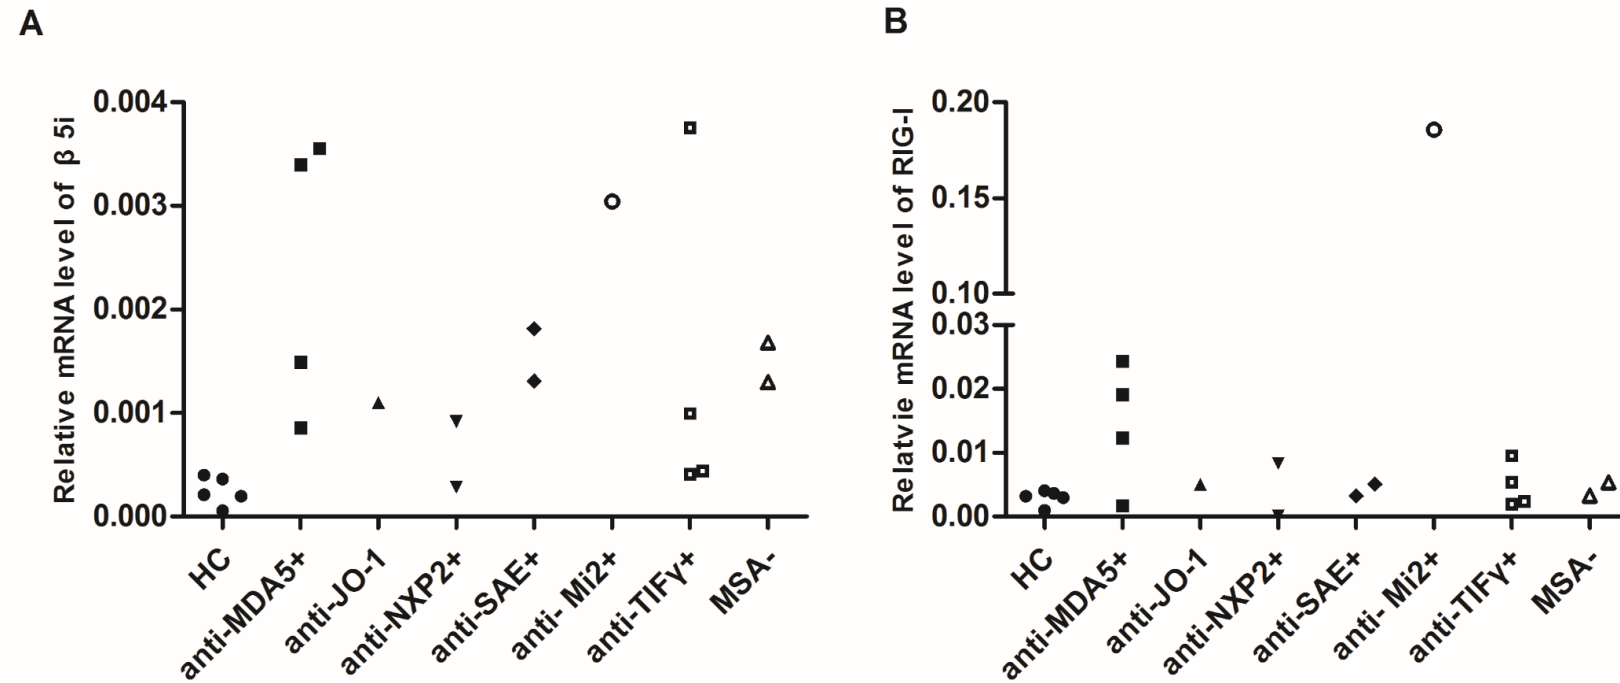 A
Relative mRNA level of β 5i
0.004
0.003
0.002
0.001
0.000
HC
anti-MDA5+
anti-JO-1
anti-NXP2+
anti-SAE+
anti- Mi2+
anti-TIFγ+
MSA-
B
Relatvie mRNA level of RIG-I
0.20
0.15
0.10
0.03
0.02
0.01
0.00
HC
anti-MDA5+
anti-JO-1
anti-NXP2+
anti-SAE+
anti- Mi2+
anti-TIFγ+
MSA-